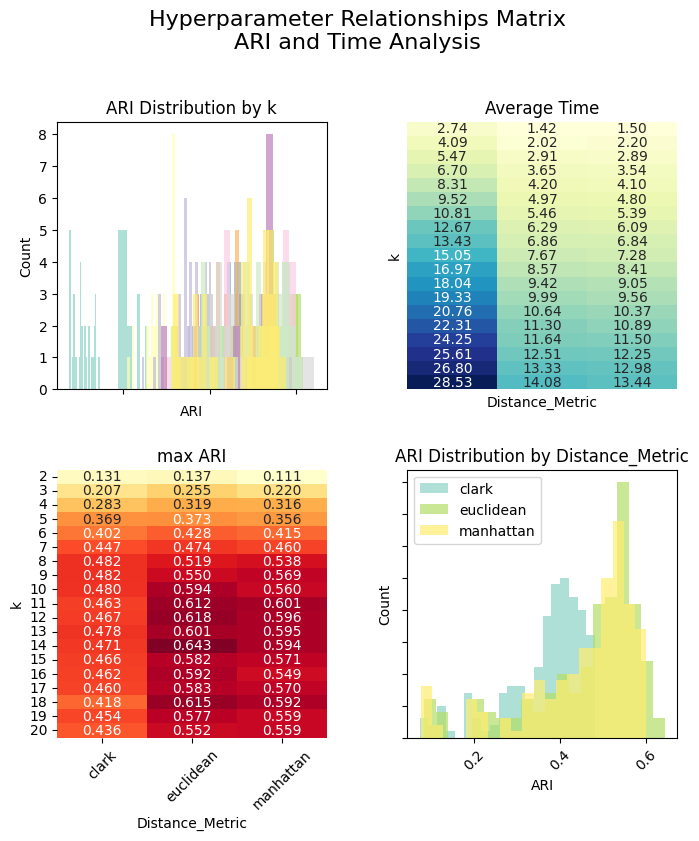 Hyperparameter Relationships Matrix
ARI and Time Analysis
ARI Distribution by k
8
7
6
5
4
3
2
1
0
Count
ARI
Average Time
2.74 1.42 1.50
4.09 2.02 2.20
5.47 2.91 2.89
6.70 3.65 3.54
8.31 4.20 4.10
9.52 4.97 4.80
10.81 5.46 5.39
12.67 6.29 6.09
13.43 6.86 6.84
15.05 7.67 7.28
16.97 8.57 8.41
18.04 9.42 9.05
19.33 9.99 9.56
20.76 10.64 10.37
22.31 11.30 10.89
24.25 11.64 11.50
25.61 12.51 12.25
26.80 13.33 12.98
28.53 14.08 13.44
k
Distance_Metric
max ARI
2 0.131 0.137 0.111
3 0.207 0.255 0.220
4 0.283 0.319 0.316
5 0.369 0.373 0.356
6 0.402 0.428 0.415
7 0.447 0.474 0.460
8 0.482 0.519 0.538
9 0.482 0.550 0.569
10 0.480 0.594 0.560
11 0.463 0.612 0.601
12 0.467 0.618 0.596
13 0.478 0.601 0.595
14 0.471 0.643 0.594
15 0.466 0.582 0.571
16 0.462 0.592 0.549
17 0.460 0.583 0.570
18 0.418 0.615 0.592
19 0.454 0.577 0.559
20 0.436 0.552 0.559
k
clark euclidean manhattan
Distance_Metric
ARI Distribution by Distance_Metric
clark
euclidean
manhattan
Count
0.2 0.4 0.6
ARI